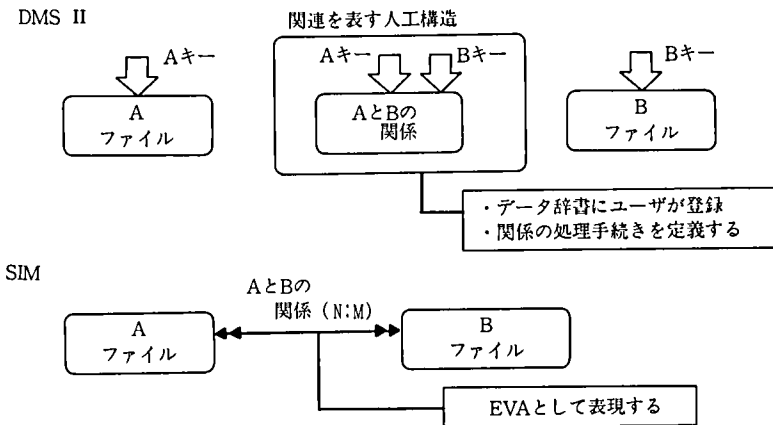 DMS II
関連を表す人工構造
Aキー
Aキー
Bキー
Bキー
A
ファイル
AとBの
関係
B
ファイル
・データ辞書にユーザが登録
・関係の処理手続きを定義する
SIM
AとBの
関係 (N:M)
A
ファイル
B
ファイル
EVAとして表現する